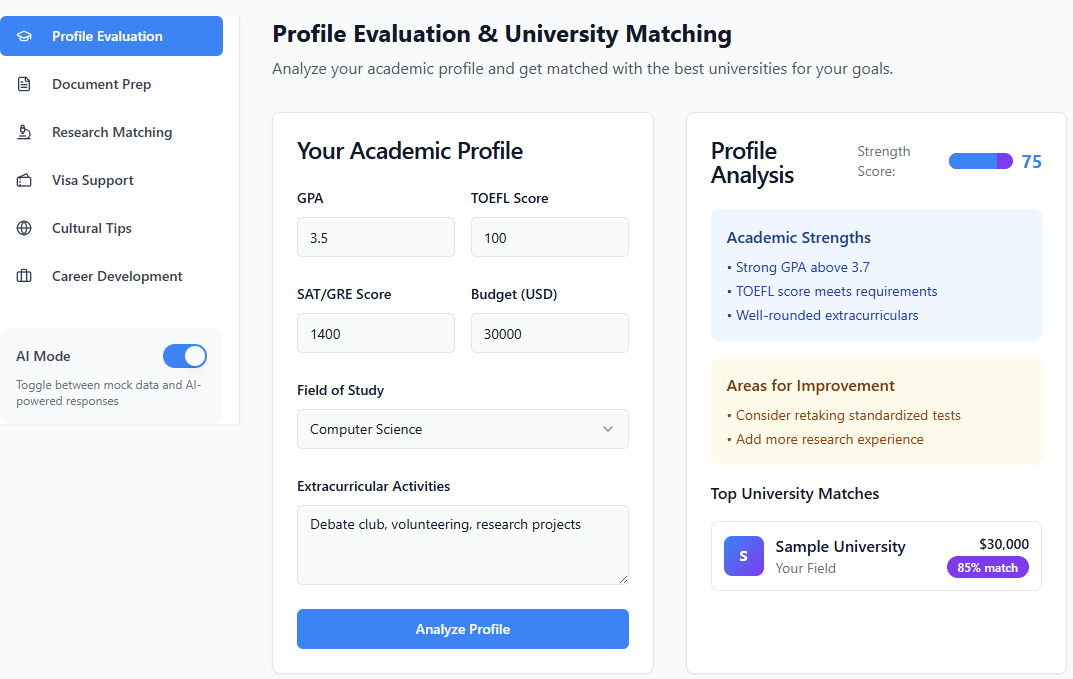 Profile Evaluation
Document Prep
Research Matching
Visa Support
Cultural Tips
Career Development
AI Mode
Toggle between mock data and AI-
powered responses
Profile Evaluation & University Matching
Analyze your academic profile and get matched with the best universities for your goals.
Your Academic Profile
GPA
TOEFL Score
3.5
100
SAT/GRE Score
Budget (USD)
1400
30000
Field of Study
Computer Science
Extracurricular Activities
Debate club, volunteering, research projects
Analyze Profile
Profile
Analysis
Strength
Score:
75
Academic Strengths
• Strong GPA above 3.7
• TOEFL score meets requirements
• Well-rounded extracurriculars
Areas for Improvement
• Consider retaking standardized tests
• Add more research experience
Top University Matches
S
Sample University
Your Field
$30,000
85% match